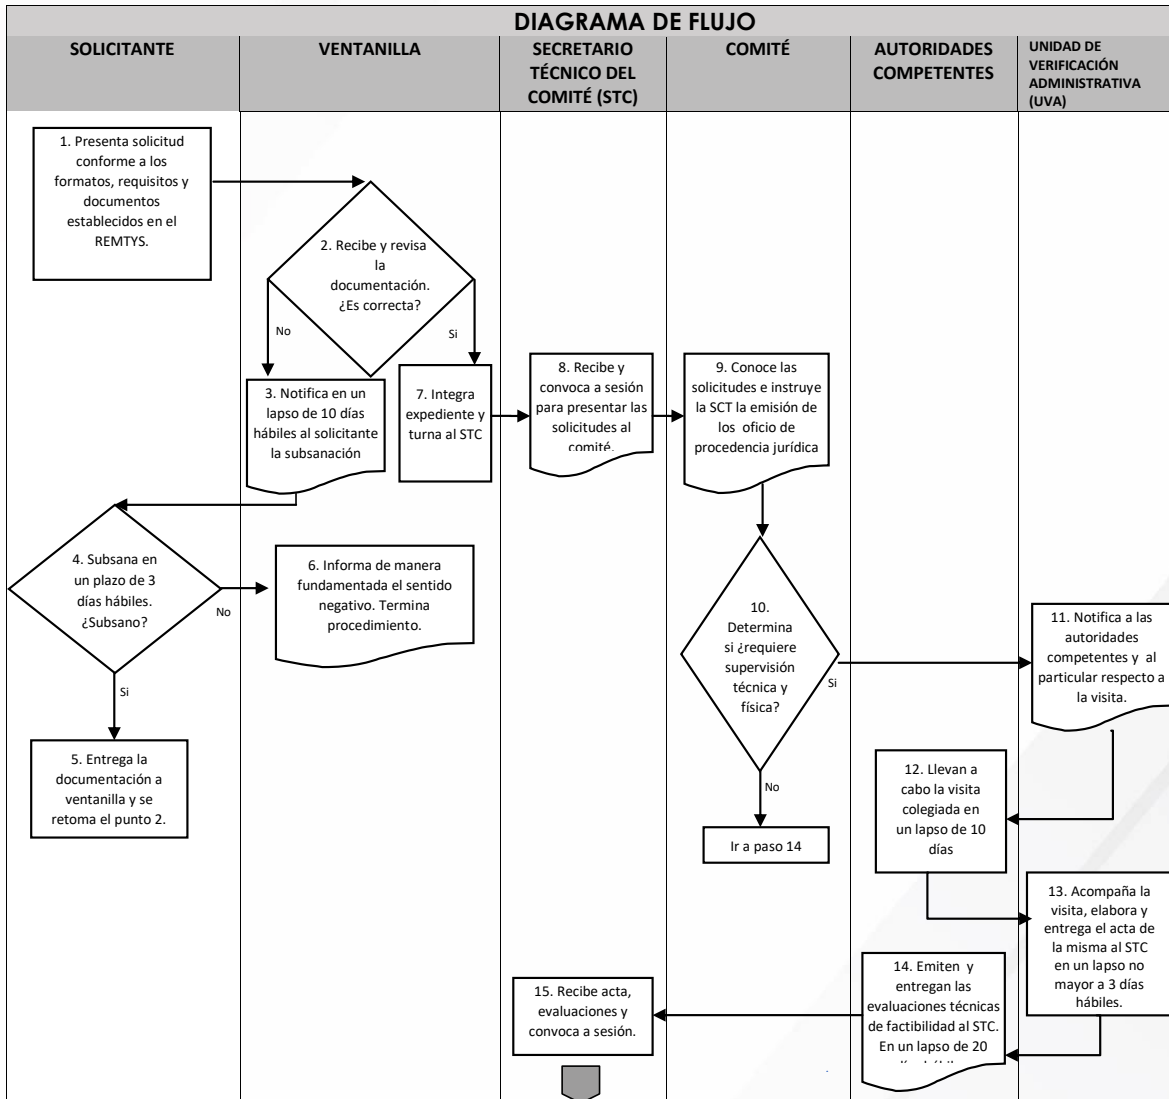 DIAGRAMA DE FLUJO
SOLICITANTE
VENTANILLA
SECRETARIO
TÉCNICO DEL
COMITÉ (STC)
COMITÉ
AUTORIDADES
COMPETENTES
UNIDAD DE
VERIFICACIÓN
ADMINISTRATIVA
(UVA)
1. Presenta solicitud
conforme a los
formatos, requisitos y
documentos
establecidos en el
REMTYS.
2. Recibe y revisa
la
documentación.
¿Es correcta?
No
Si
3. Notifica en un
lapso de 10 días
hábiles al solicitante
la subsanación
7. Integra
expediente y
turna al STC
8. Recibe y
convoca a sesión
para presentar las
solicitudes al
comité.
9. Conoce las
solicitudes e instruye
la SCT la emisión de
los oficio de
procedencia jurídica
4. Subsana en
un plazo de 3
días hábiles.
¿Subsano?
No
Si
6. Informa de manera
fundamentada el sentido
negativo. Termina
procedimiento.
5. Entrega la
documentación a
ventanilla y se
retoma el punto 2.
10.
Determina
si ¿requiere
supervisión
técnica y
física?
Si
No
Ir a paso 14
11. Notifica a las
autoridades
competentes y al
particular respecto a
la visita.
12. Llevan a
cabo la visita
colegiada en
un lapso de 10
días
13. Acompaña la
visita, elabora y
entrega el acta de
la misma al STC
en un lapso no
mayor a 3 días
hábiles.
14. Emiten y
entregan las
evaluaciones técnicas
de factibilidad al STC.
En un lapso de 20
15. Recibe acta,
evaluaciones y
convoca a sesión.